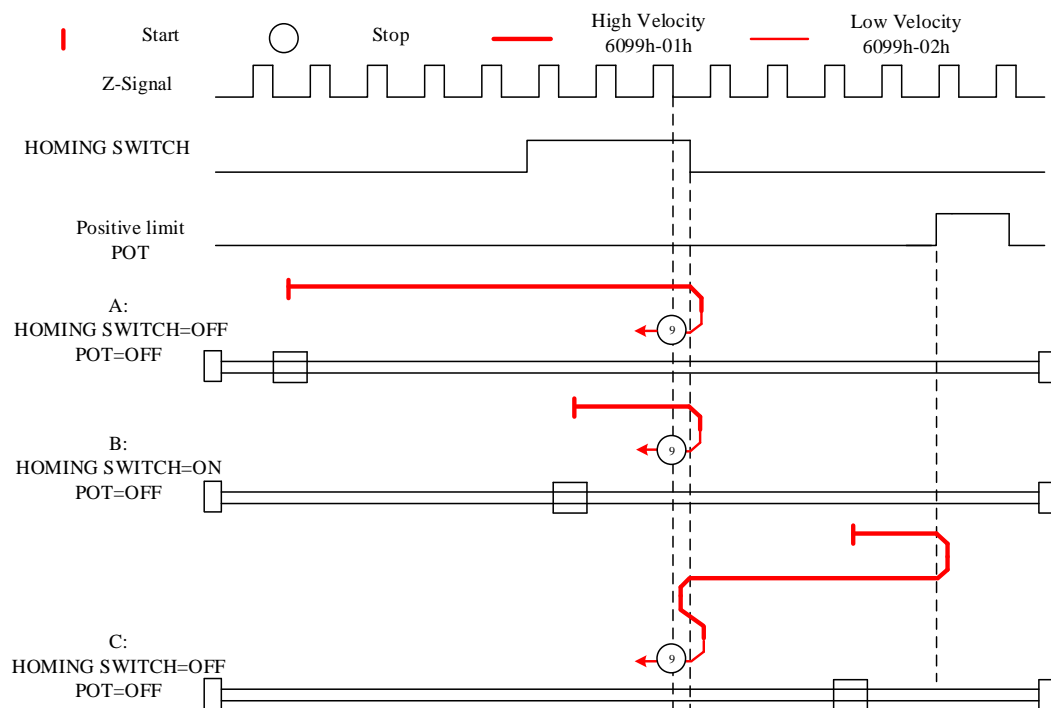 Start
Stop
High Velocity
6099h-01h
Low Velocity
6099h-02h
Z-Signal
HOMING SWITCH
Positive limit
POT
A:
HOMING SWITCH=OFF
POT=OFF
9
B:
HOMING SWITCH=ON
POT=OFF
9
C:
HOMING SWITCH=OFF
POT=OFF
9